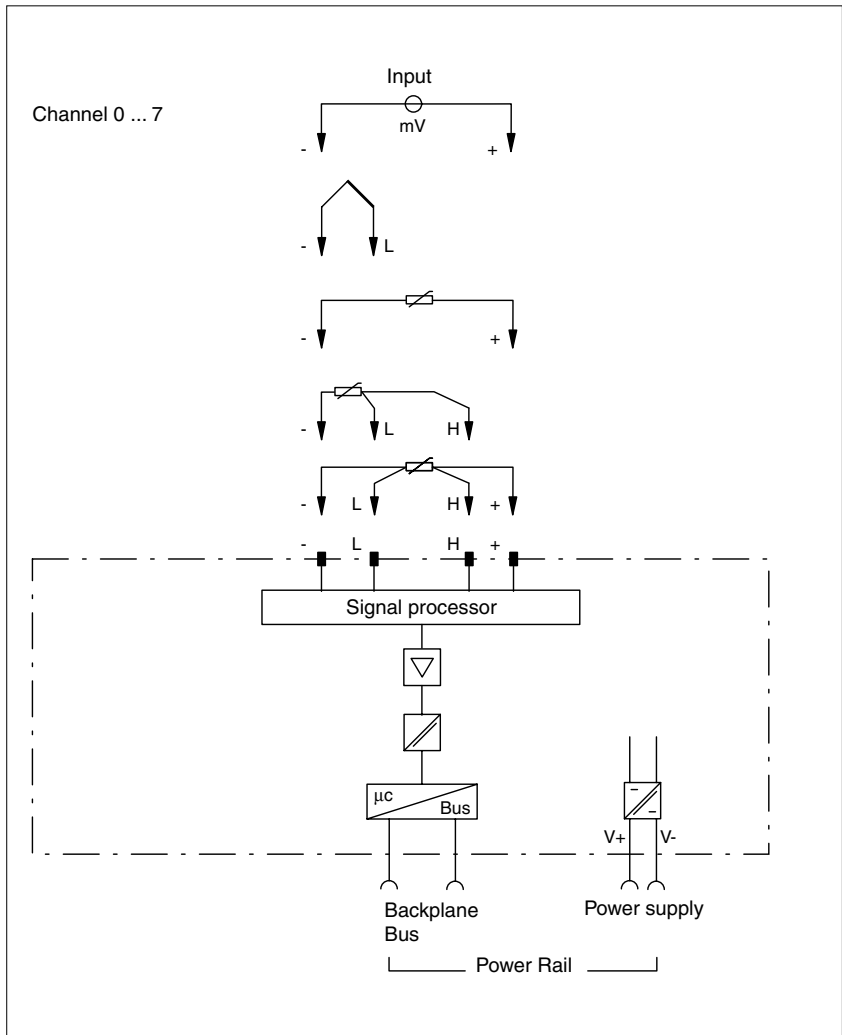 Input
Channel 0 ... 7
mV
- +
- L
- +
- L H
- L H +
- L H +
Signal processor
μc
Bus
V+ V-
Backplane
Bus
Power supply
Power Rail